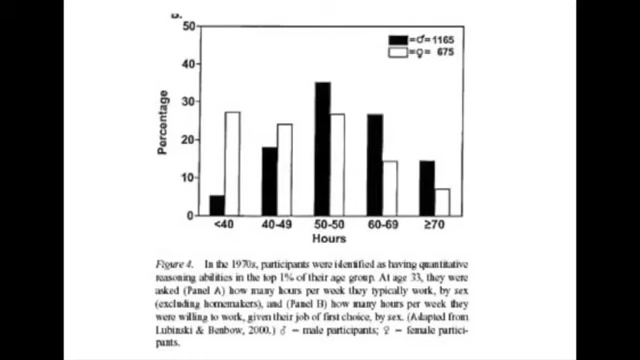 B.
50
=♂= 1165
=♀= 675
40
30
20
10
0
Percentage
<40 40-49 50-50 60-69 ≥70
Hours
Figure 4. In the 1970s, participants were identified as having quantitative
reasoning abilities in the top 1% of their age group. At age 33, they were
asked (Panel A) how many hours per week they typically work, by sex
(excluding homemakers), and (Panel B) how many hours per week they
were willing to work, given their job of first choice, by sex. (Adapted from
Lubinski & Benbow, 2000.) ♂ = male participants; ♀ = female partici-
pants.